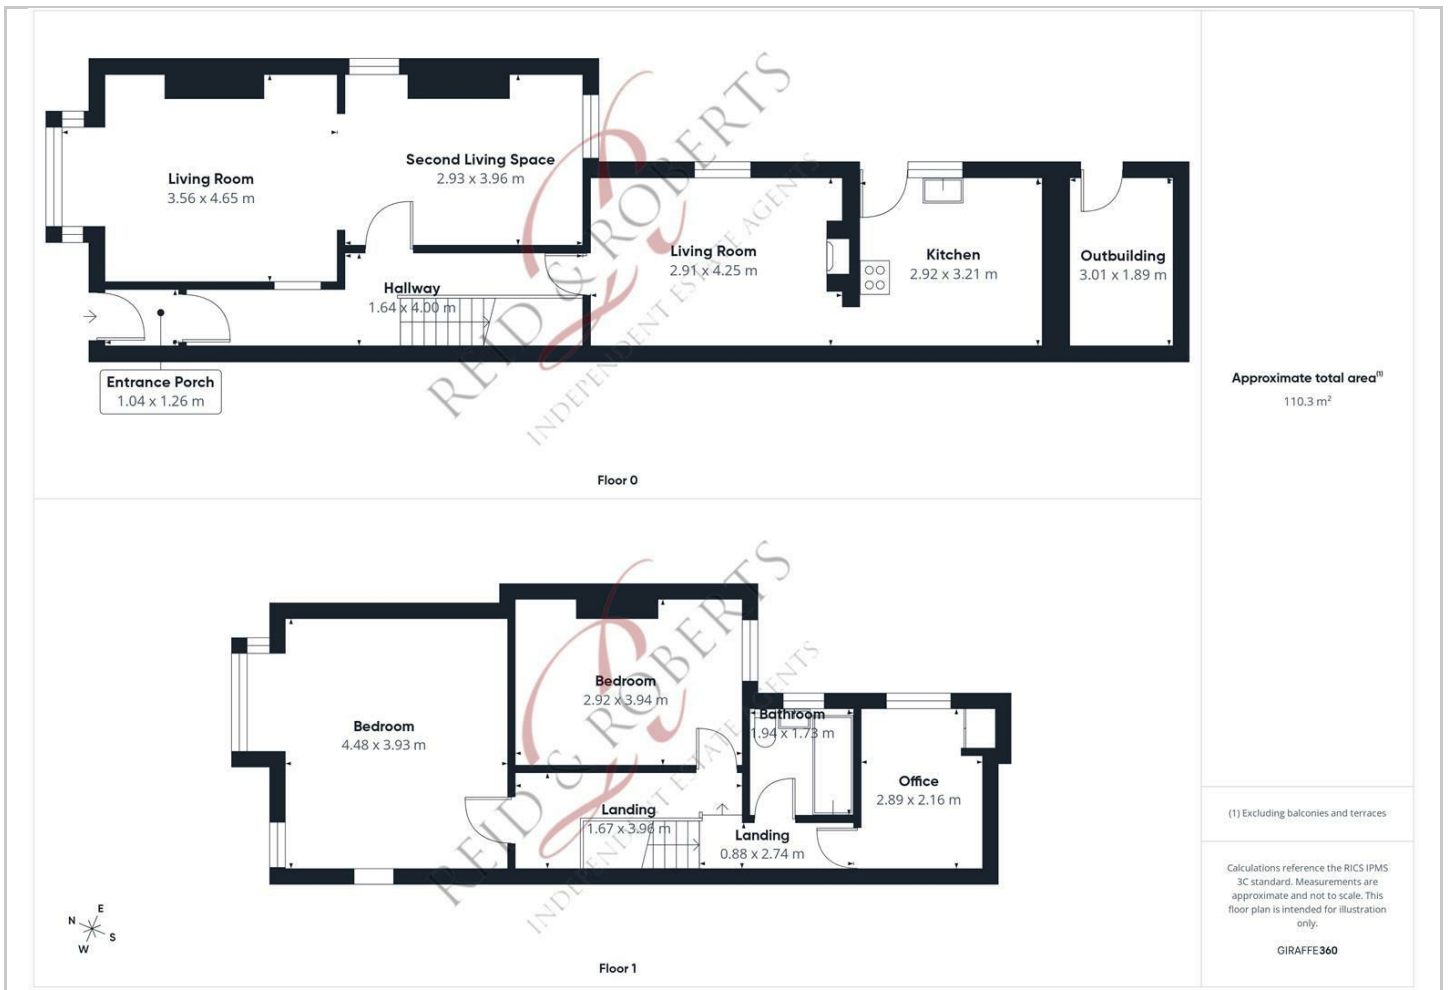 Living Room
3.56 x 4.65 m
Second Living Space
2.93 x 3.96 m
Hallway
1.64 x 4.00 m
Living Room
2.91 x 4.25 m
Kitchen
2.92 x 3.21 m
Outbuilding
3.01 x 1.89 m
Entrance Porch
1.04 x 1.26 m
REID & ROBERTS
INDEPENDENT ESTATE AGENTS
Floor 0
Approximate total area(1)
110.3 m²
Bedroom
4.48 x 3.93 m
Bedroom
2.92 x 3.94 m
Bathroom
1.94 x 1.73 m
Office
2.89 x 2.16 m
Landing
1.67 x 3.96 m
Landing
0.88 x 2.74 m
REID & ROBERTS
INDEPENDENT ESTATE AGENTS
N
E
S
W
Floor 1
(1) Excluding balconies and terraces
Calculations reference the RICS IPMS
3C standard. Measurements are
approximate and not to scale. This
floor plan is intended for illustration
only.
GIRAFFE360